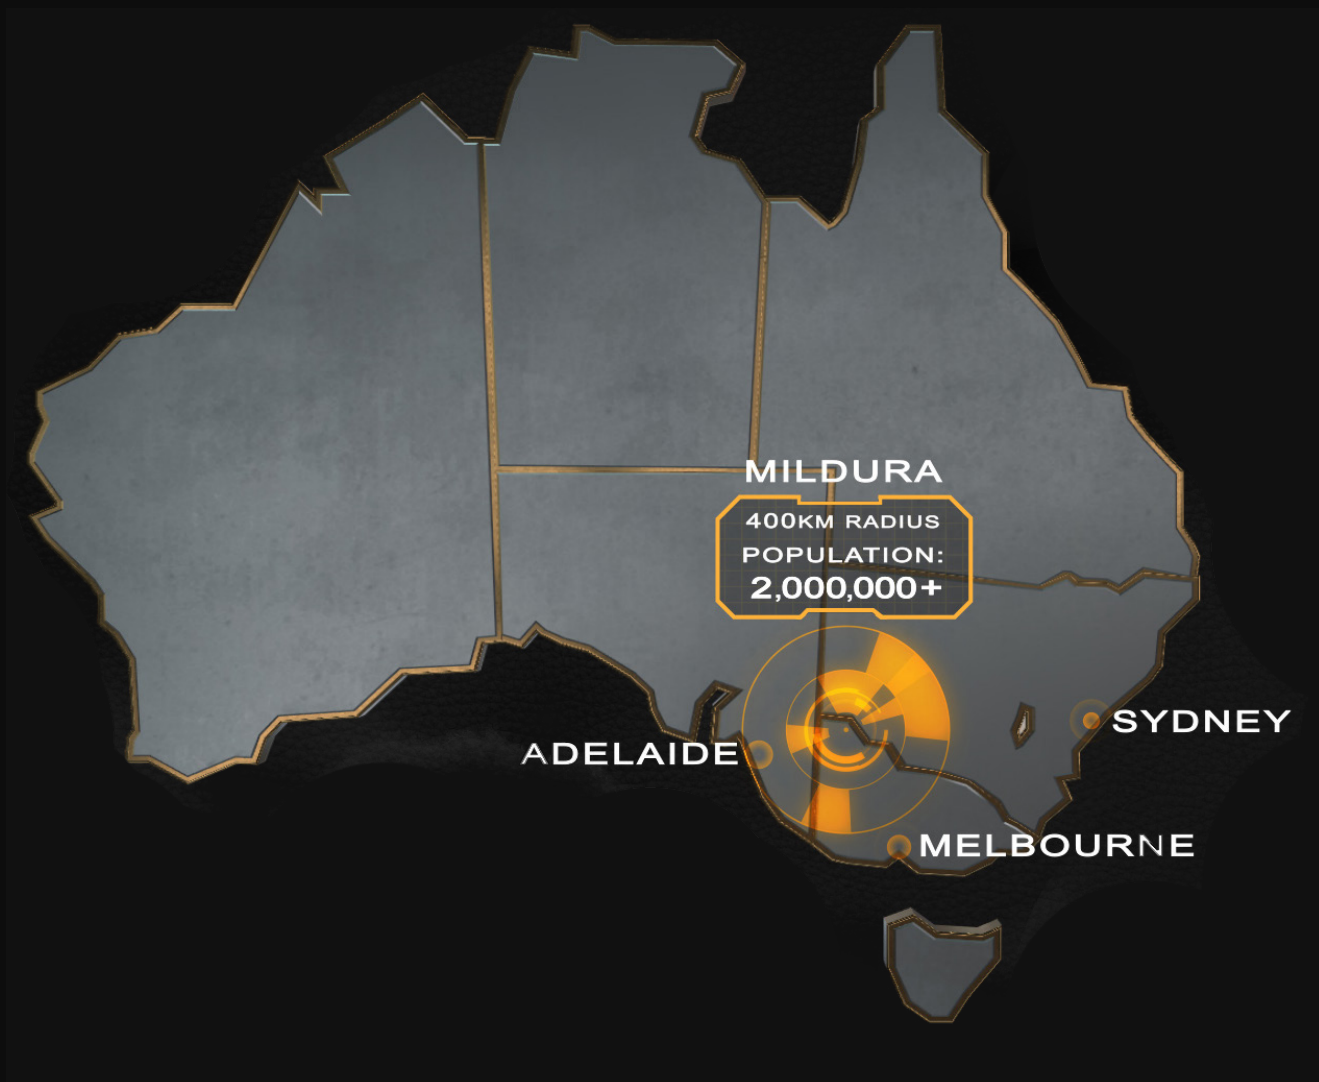 MILDURA
400KM RADIUS
POPULATION:
2,000,000+
SYDNEY
ADELAIDE
MELBOURNE